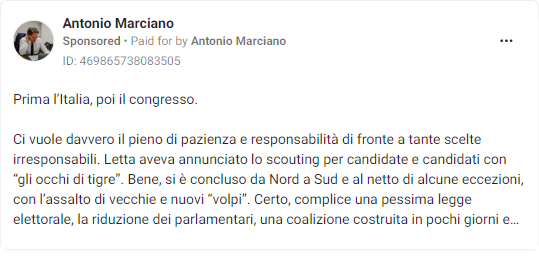 Antonio Marciano
Sponsored • Paid for by Antonio Marciano
ID: 469865738083505
Prima l’Italia, poi il congresso.
Ci vuole davvero il pieno di pazienza e responsabilità di fronte a tante scelte
irresponsabili. Letta aveva annunciato lo scouting per candidate e candidati con
“gli occhi di tigre”. Bene, si è concluso da Nord a Sud e al netto di alcune eccezioni,
con l’assalto di vecchie e nuovi “volpi”. Certo, complice una pessima legge
elettorale, la riduzione dei parlamentari, una coalizione costruita in pochi giorni e...